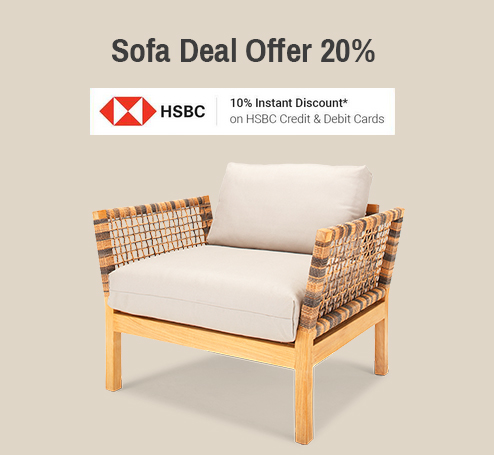 Sofa Deal Offer 20%
HSBC
10% Instant Discount*
on HSBC Credit & Debit Cards